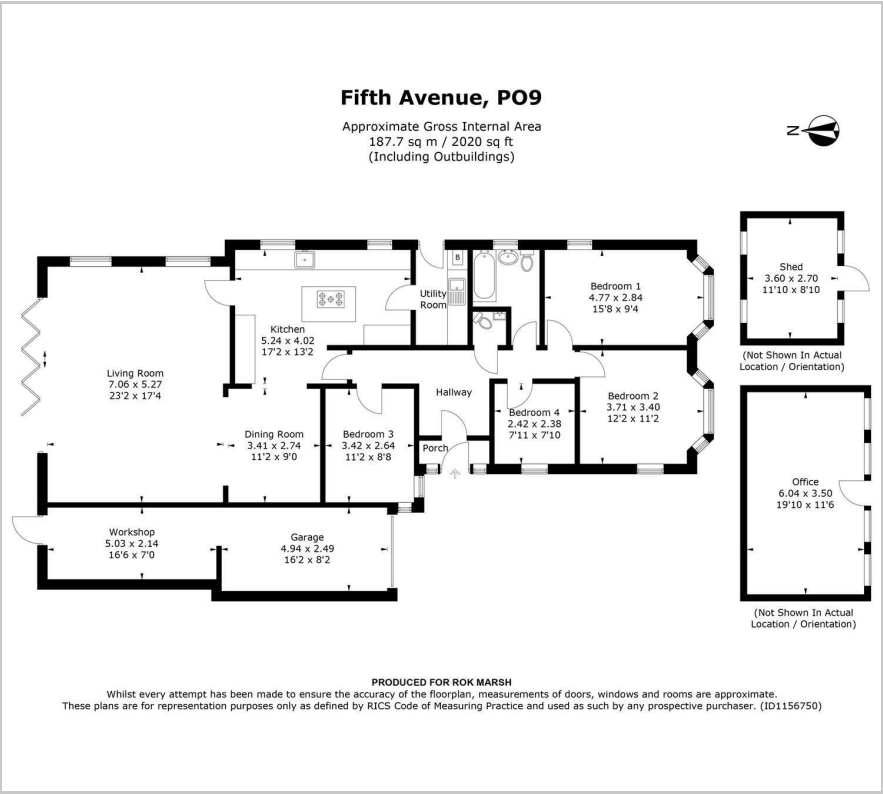 Fifth Avenue, PO9
Approximate Gross Internal Area
187.7 sq m / 2020 sq ft
(Including Outbuildings)
N
Shed
3.60 x 2.70
11'10 x 8'10
(Not Shown In Actual
Location / Orientation)
B
Utility
Room
Bedroom 1
4.77 x 2.84
15'8 x 9'4
Kitchen
5.24 x 4.02
17'2 x 13'2
Living Room
7.06 x 5.27
23'2 x 17'4
Hallway
Bedroom 2
3.71 x 3.40
12'2 x 11'2
Bedroom 4
2.42 x 2.38
7'11 x 7'10
Dining Room
3.41 x 2.74
11'2 x 9'0
Bedroom 3
3.42 x 2.64
11'2 x 8'8
Porch
Office
6.04 x 3.50
19'10 x 11'6
(Not Shown In Actual
Location / Orientation)
Workshop
5.03 x 2.14
16'6 x 7'0
Garage
4.94 x 2.49
16'2 x 8'2
PRODUCED FOR ROK MARSH
Whilst every attempt has been made to ensure the accuracy of the floorplan, measurements of doors, windows and rooms are approximate.
These plans are for representation purposes only as defined by RICS Code of Measuring Practice and used as such by any prospective purchaser. (ID1156750)